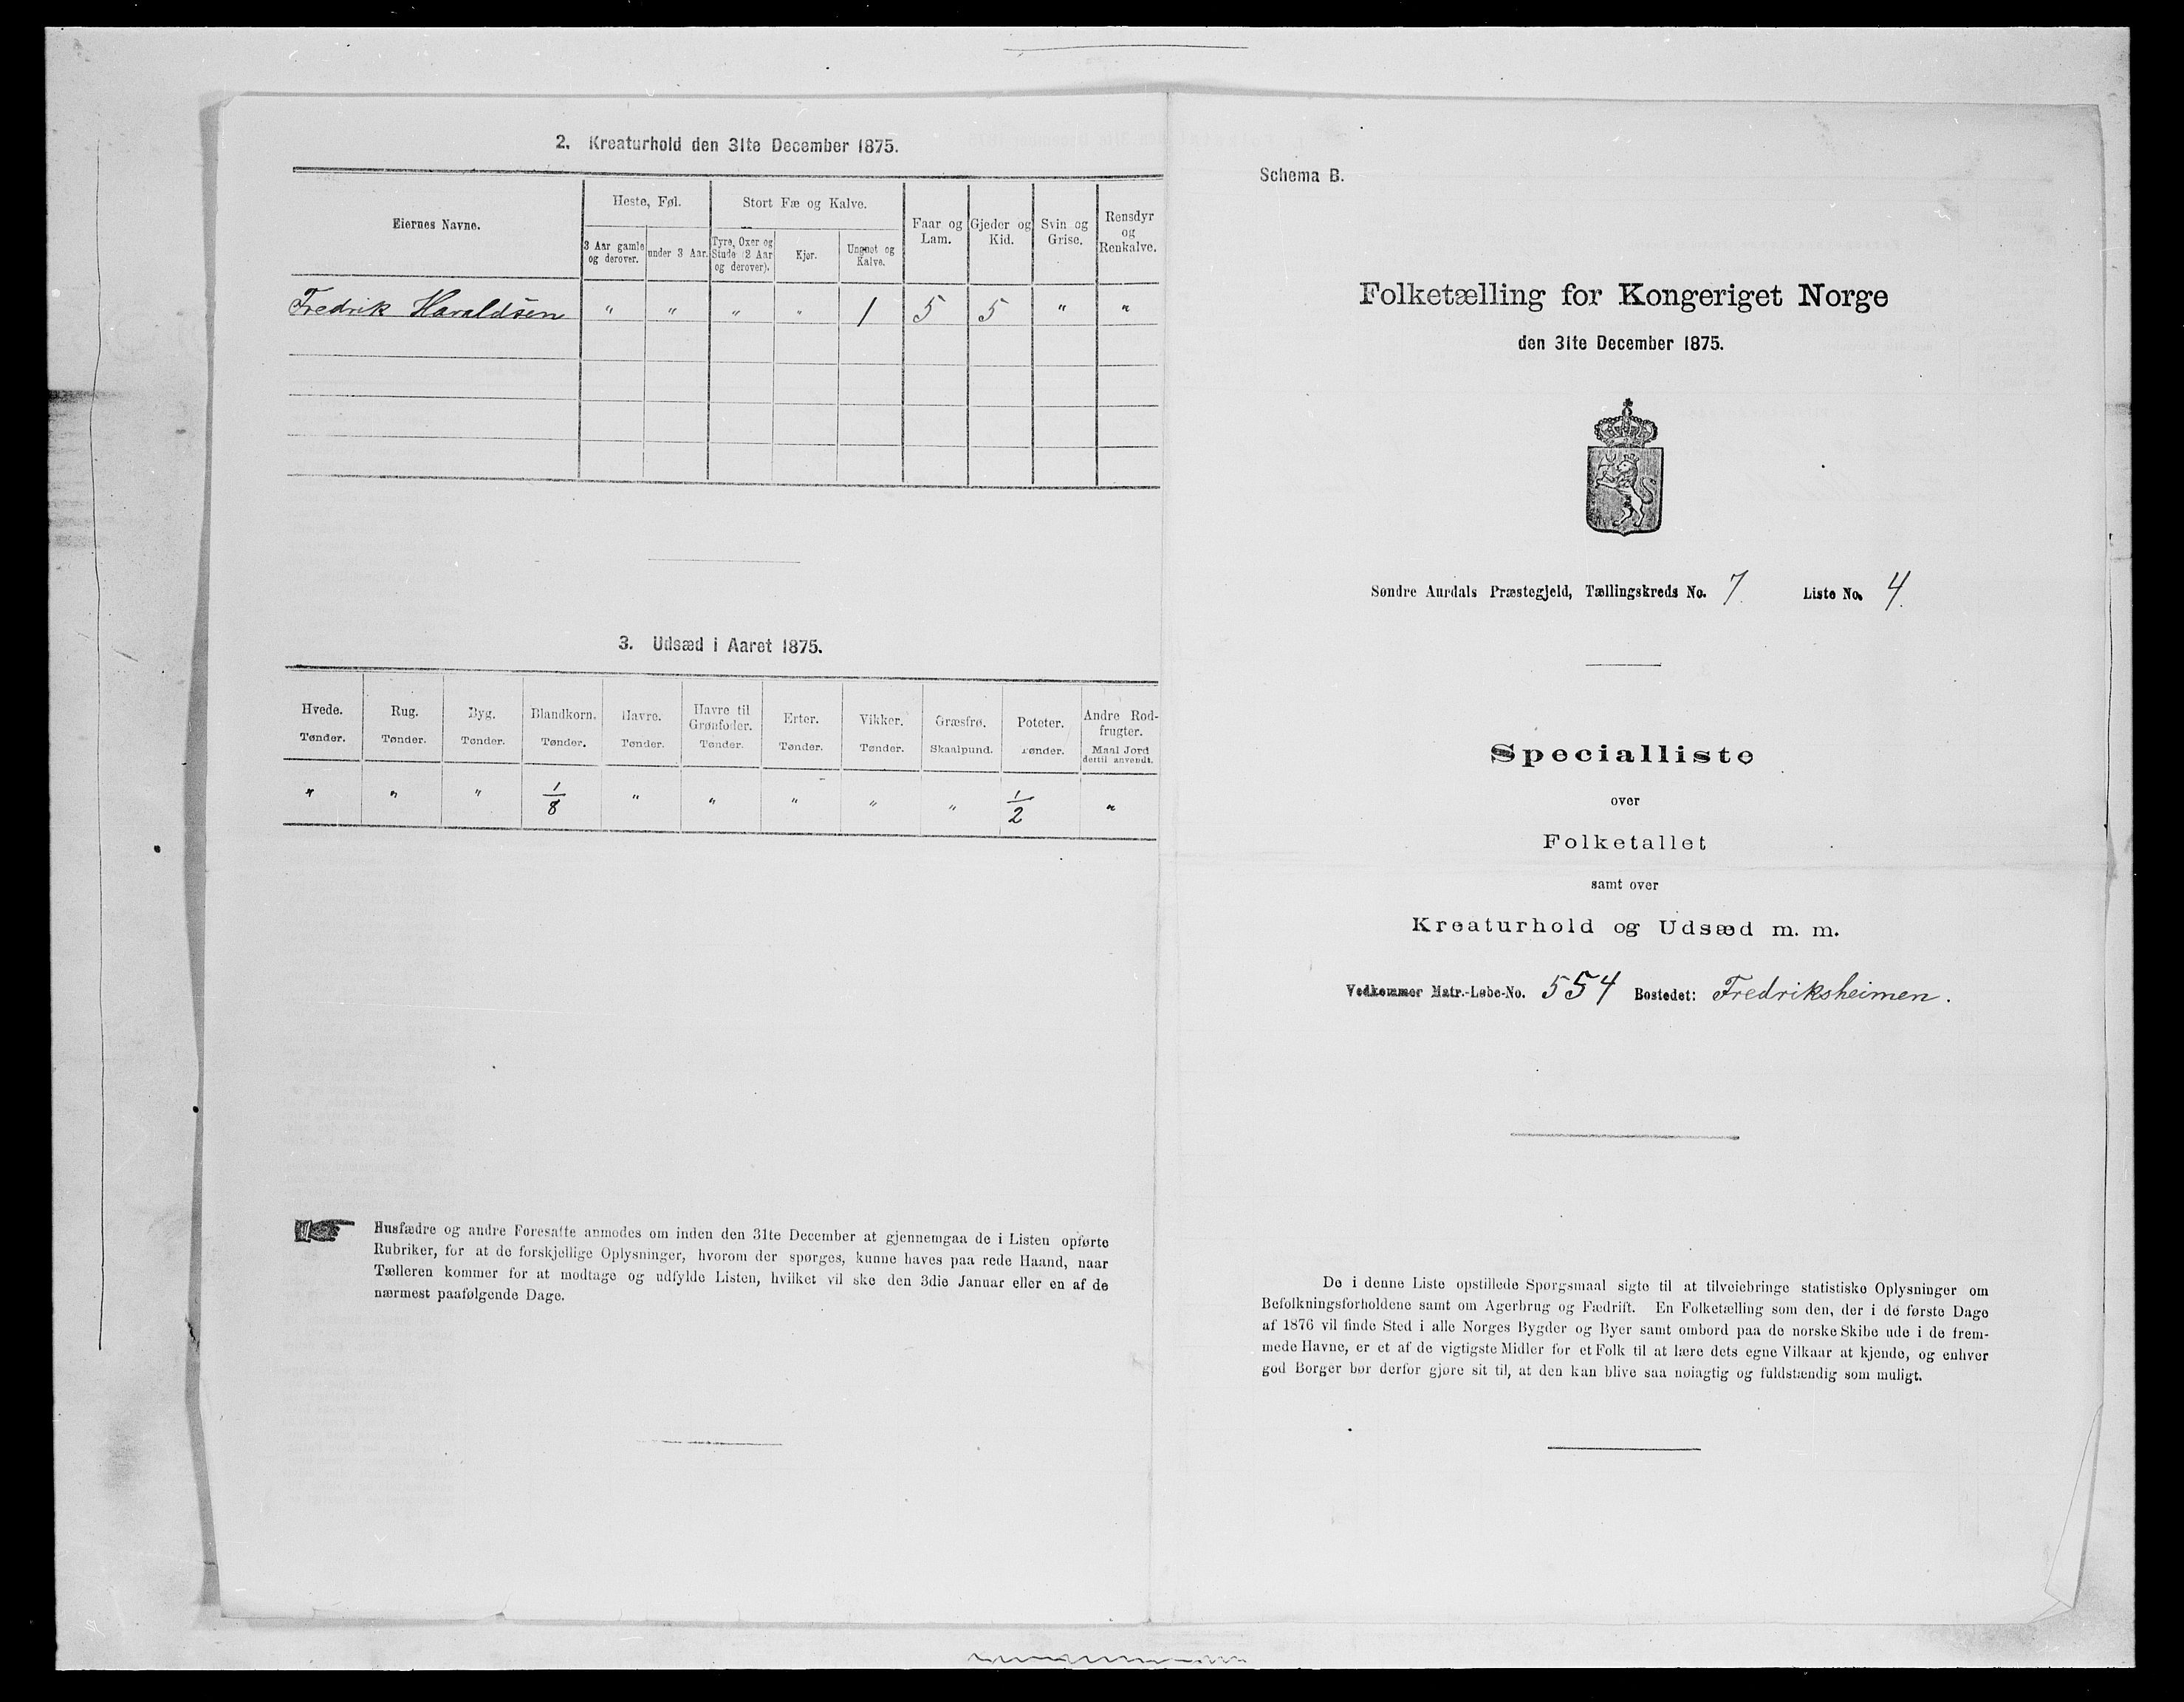 2. Kreaturhold den 31te December 1875.
Eiernes Navne.
Heste, Føl.
Stort Fæ og Kalve.
Faar og Lam.
Gjeder og Kid.
Svin og Grise.
Rensdyr og Renkalve.
3 Aar gamle og derover.
under 3 Aar.
Tyre, Oxer og Stude (2 Aar og derover).
Kjør.
Ungnøt og Kalve.
Fredrik Haraldsen " " " " 1 5 5 " "
3. Udsæd i Aaret 1875.
Hvede. Rug. Byg. Blandkorn. Havre. Havre til Grønfoder. Erter. Vikker. Græsfrø. Poteter. Andre Rodfrugter.
Tønder. Tønder. Tønder. Tønder. Tønder. Tønder. Tønder. Tønder. Skaalpund. Tønder. Maal Jord dertil anvendt.
" " " 1/8 " " " " " 1/2 "
Husfædre og andre Foresatte anmodes om inden den 31te December at gjennemgaa de i Listen opførte
Rubriker, for at de forskjellige Oplysninger, hvorom der spørges, kunne haves paa rede Haand, naar
Tælleren kommer for at modtage og udfylde Listen, hvilket vil ske den 3die Januar eller en af de
nærmest paafølgende Dage.
Schema B.
Folketælling for Kongeriget Norge
den 31te December 1875.
Søndre Aurdals Præstegjeld, Tællingskreds No. 7. Liste No. 4.
Specialliste
over
Folketallet
samt over
Kreaturhold og Udsæd m. m.
Vedkommer Matr.-Løbe-No. 554 Bostedet: Fredriksheimen.
De i denne Liste opstillede Spørgsmaal sigte til at tilveiebringe statistiske Oplysninger om
Befolkningsforholdene samt om Agerbrug og Fædrift. En Folketælling som den, der i de første Dage
af 1876 vil finde Sted i alle Norges Bygder og Byer samt ombord paa de norske Skibe ude i de frem-
mede Havne, er et af de vigtigste Midler for et Folk til at lære dets egne Vilkaar at kjende, og enhver
god Borger bør derfor gjøre sit til, at den kan blive saa nøiagtig og fuldstændig som muligt.